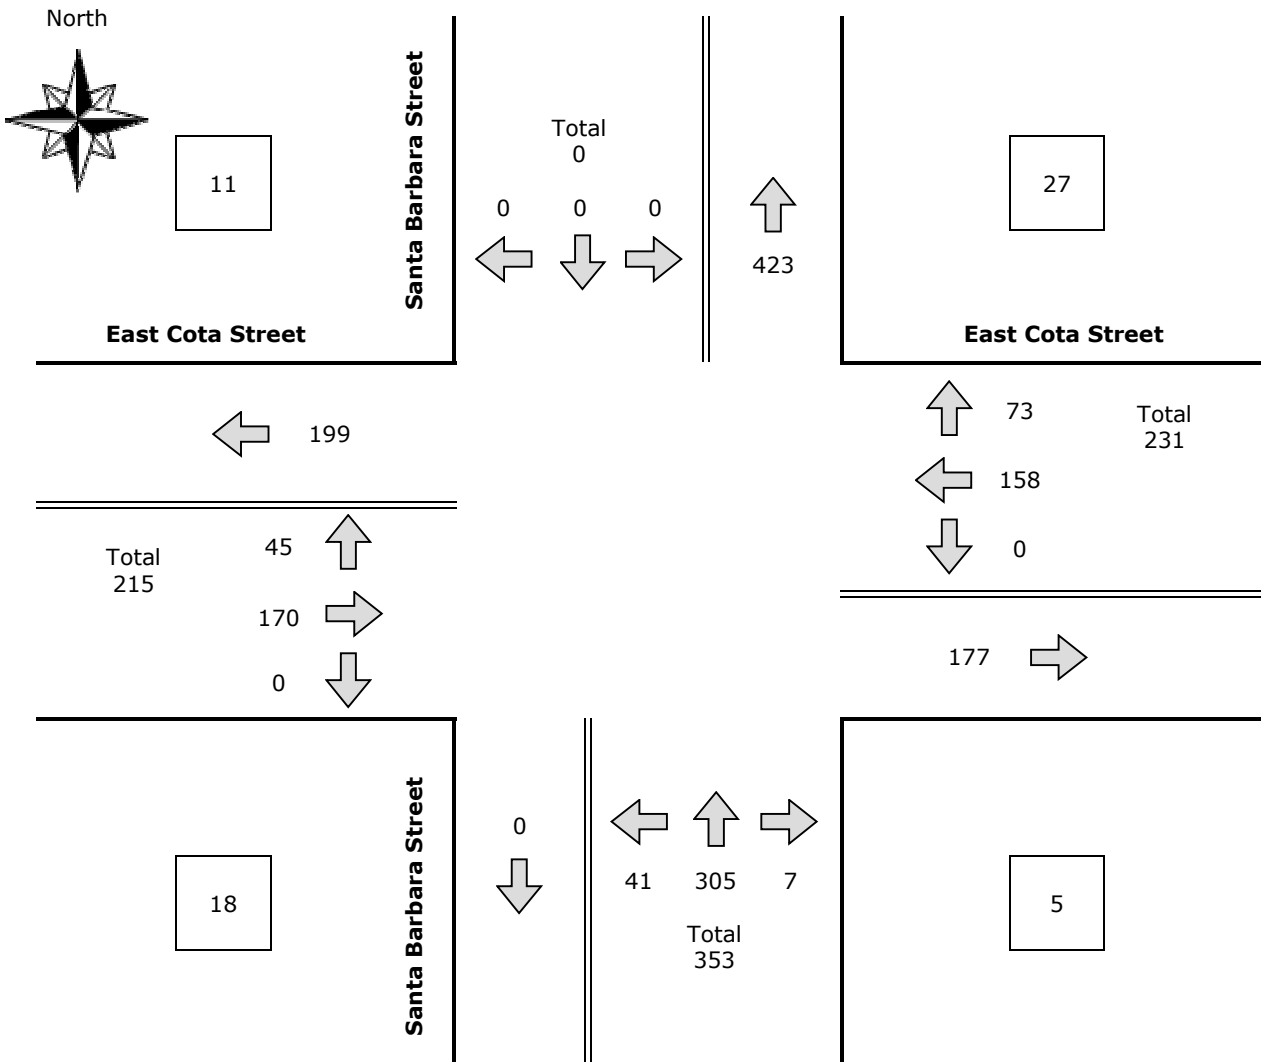 North
Santa Barbara Street
Total
0
0 0 0
423
11
27
East Cota Street
East Cota Street
199
73
158
0
Total
231
Total
215
45
170
0
177
Santa Barbara Street
0
41 305 7
Total
353
18
5